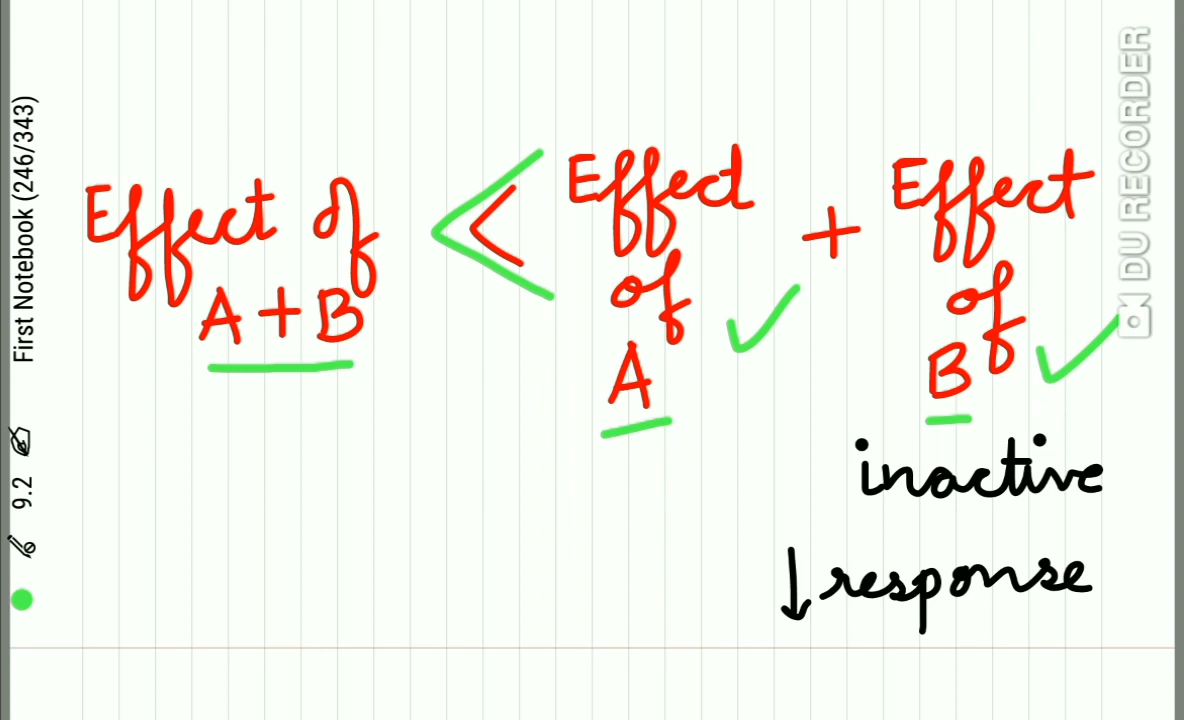 Effect of
A + B
<
Effect
of
A
+
Effect
of
B
inactive
↓ response
First Notebook (246/343)
9.2
DU RECORDER